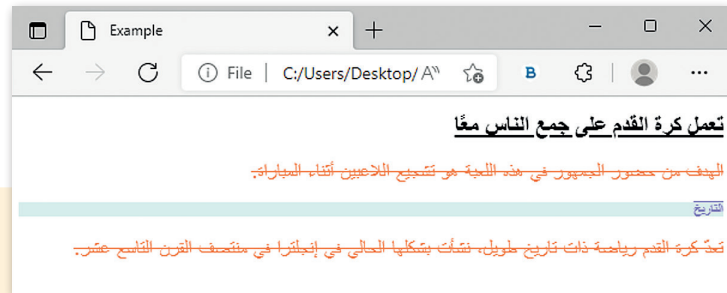 Example
File
C:/Users/Desktop/
تعمل كرة القدم على جمع الناس معًا
الهدف من حضور الجمهور في هذه اللعبة هو تشجيع اللاعبين أثناء المباراة.
التاريخ
تعدّ كرة القدم رياضة ذات تاريخ طويل، نشأت بشكلها الحالي في إنجلترا في منتصف القرن التاسع عشر.